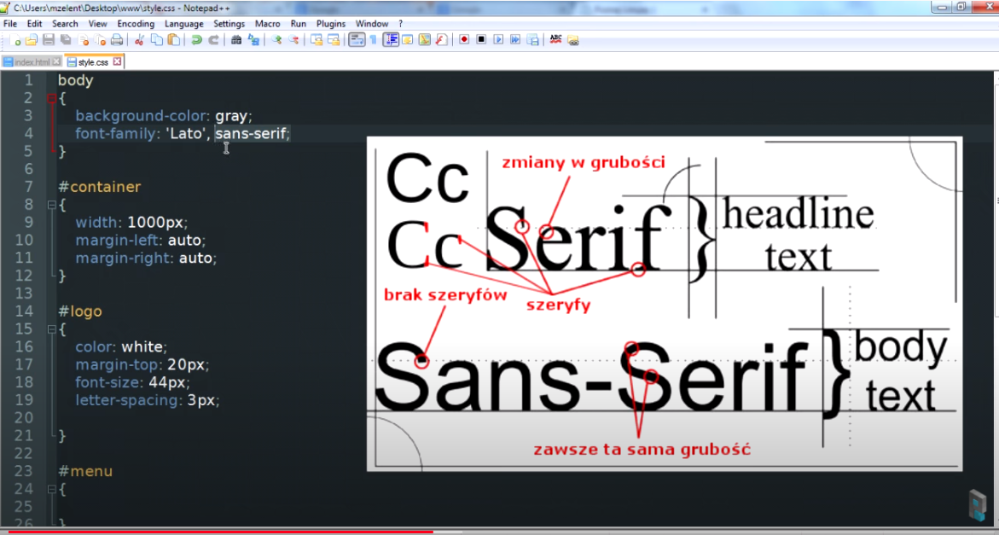 C:\Users\mzelent\Desktop\www\style.css - Notepad++
File Edit Search View Encoding Language Settings Macro Run Plugins Window ?
index.html style.css
1 body
2 {
3 background-color: gray;
4 font-family: 'Lato', sans-serif;
5 }
6
7 #container
8 {
9 width: 1000px;
10 margin-left: auto;
11 margin-right: auto;
12 }
13
14 #logo
15 {
16 color: white;
17 margin-top: 20px;
18 font-size: 44px;
19 letter-spacing: 3px;
20
21 }
22
23 #menu
24 {
25
26 }
Cc
zmiany w grubości
Cc
Serif
}
headline
text
brak szeryfów
szeryfy
Sans-Serif
}
body
text
zawsze ta sama grubość
ABC